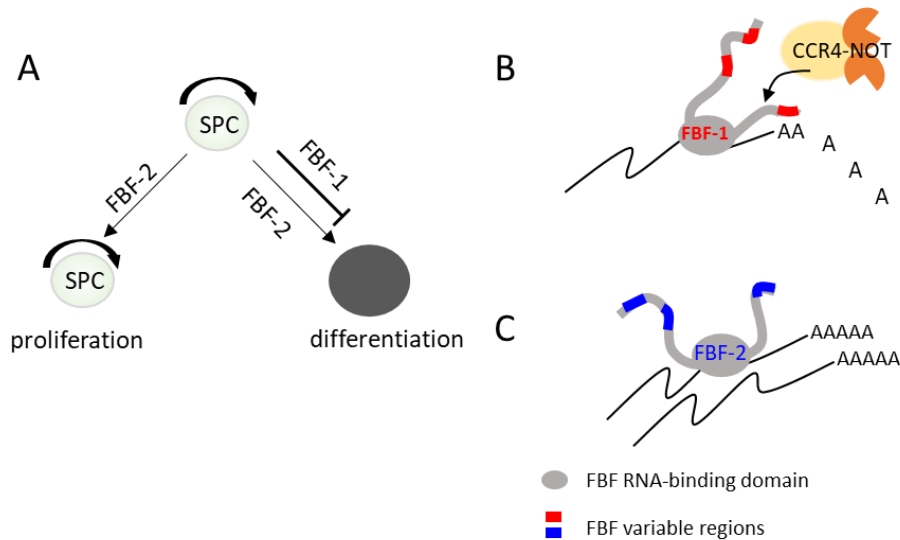 A
SPC
FBF-2
FBF-1
FBF-2
SPC
proliferation
differentiation
B
CCR4-NOT
FBF-1
AA
A
A
A
C
FBF-2
AAAAA
AAAAA
FBF RNA-binding domain
FBF variable regions